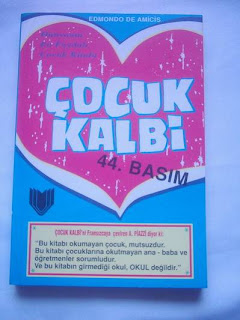 EDMONDO DE AMICIS
ÇOCUK
KALBİ
44. BASIM
ÇOCUK KALBİ'ni Fransızcaya çeviren A. PIAZZI diyor ki:
"Bu kitabı okumayan çocuk, mutsuzdur.
Bu kitabı çocuklarına okutmayan ana - baba ve
öğretmenler sorumludur.
Ve bu kitabın girmediği okul, OKUL değildir."